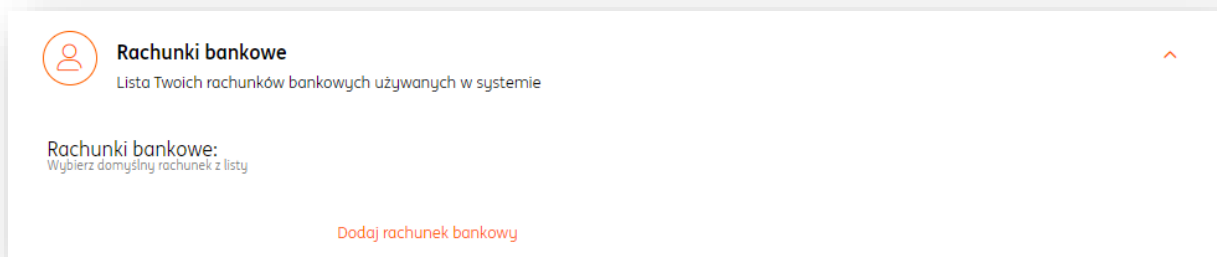 Rachunki bankowe
Lista Twoich rachunków bankowych używanych w systemie
Rachunki bankowe:
Wybierz domyślny rachunek z listy
Dodaj rachunek bankowy